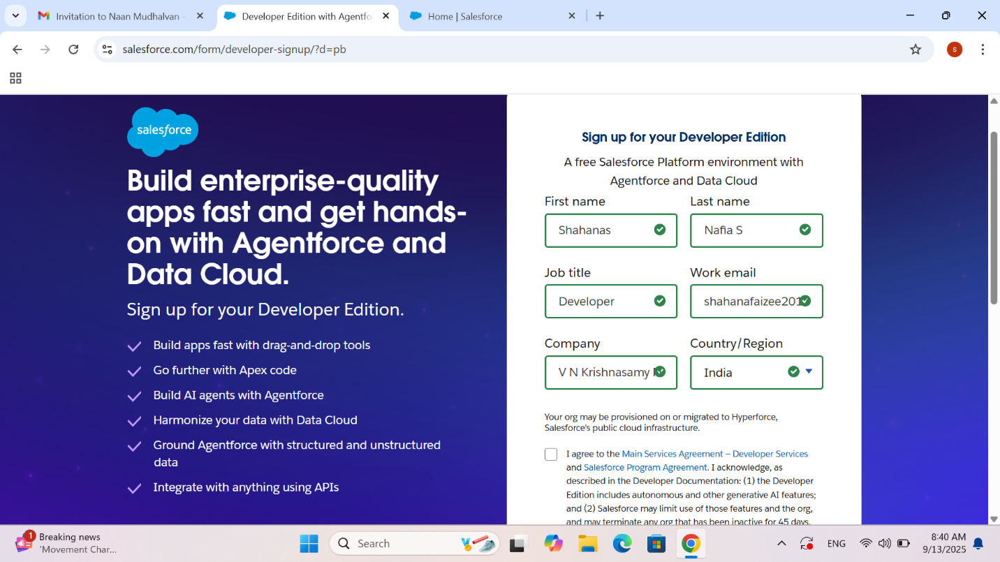 Invitation to Naan Mudhalvan -
Developer Edition with Agentfo
Home | Salesforce
salesforce.com/form/developer-signup/?d=pb
s
salesforce
Build enterprise-quality
apps fast and get hands-
on with Agentforce and
Data Cloud.
Sign up for your Developer Edition.
Build apps fast with drag-and-drop tools
Go further with Apex code
Build AI agents with Agentforce
Harmonize your data with Data Cloud
Ground Agentforce with structured and unstructured
data
Integrate with anything using APIs
Sign up for your Developer Edition
A free Salesforce Platform environment with
Agentforce and Data Cloud
First name Last name
Shahanas Nafia S
Job title Work email
Developer shahanafaizee201
Company Country/Region
V N Krishnasamy India
Your org may be provisioned on or migrated to Hyperforce,
Salesforce's public cloud infrastructure.
I agree to the Main Services Agreement – Developer Services
and Salesforce Program Agreement. I acknowledge, as
described in the Developer Documentation: (1) the Developer
Edition includes autonomous and other generative AI features;
and (2) Salesforce may limit use of those features and the org,
and may terminate any org that has been inactive for 45 days.
1
Breaking news
'Movement Char...
Search
ENG
8:40 AM
9/13/2025